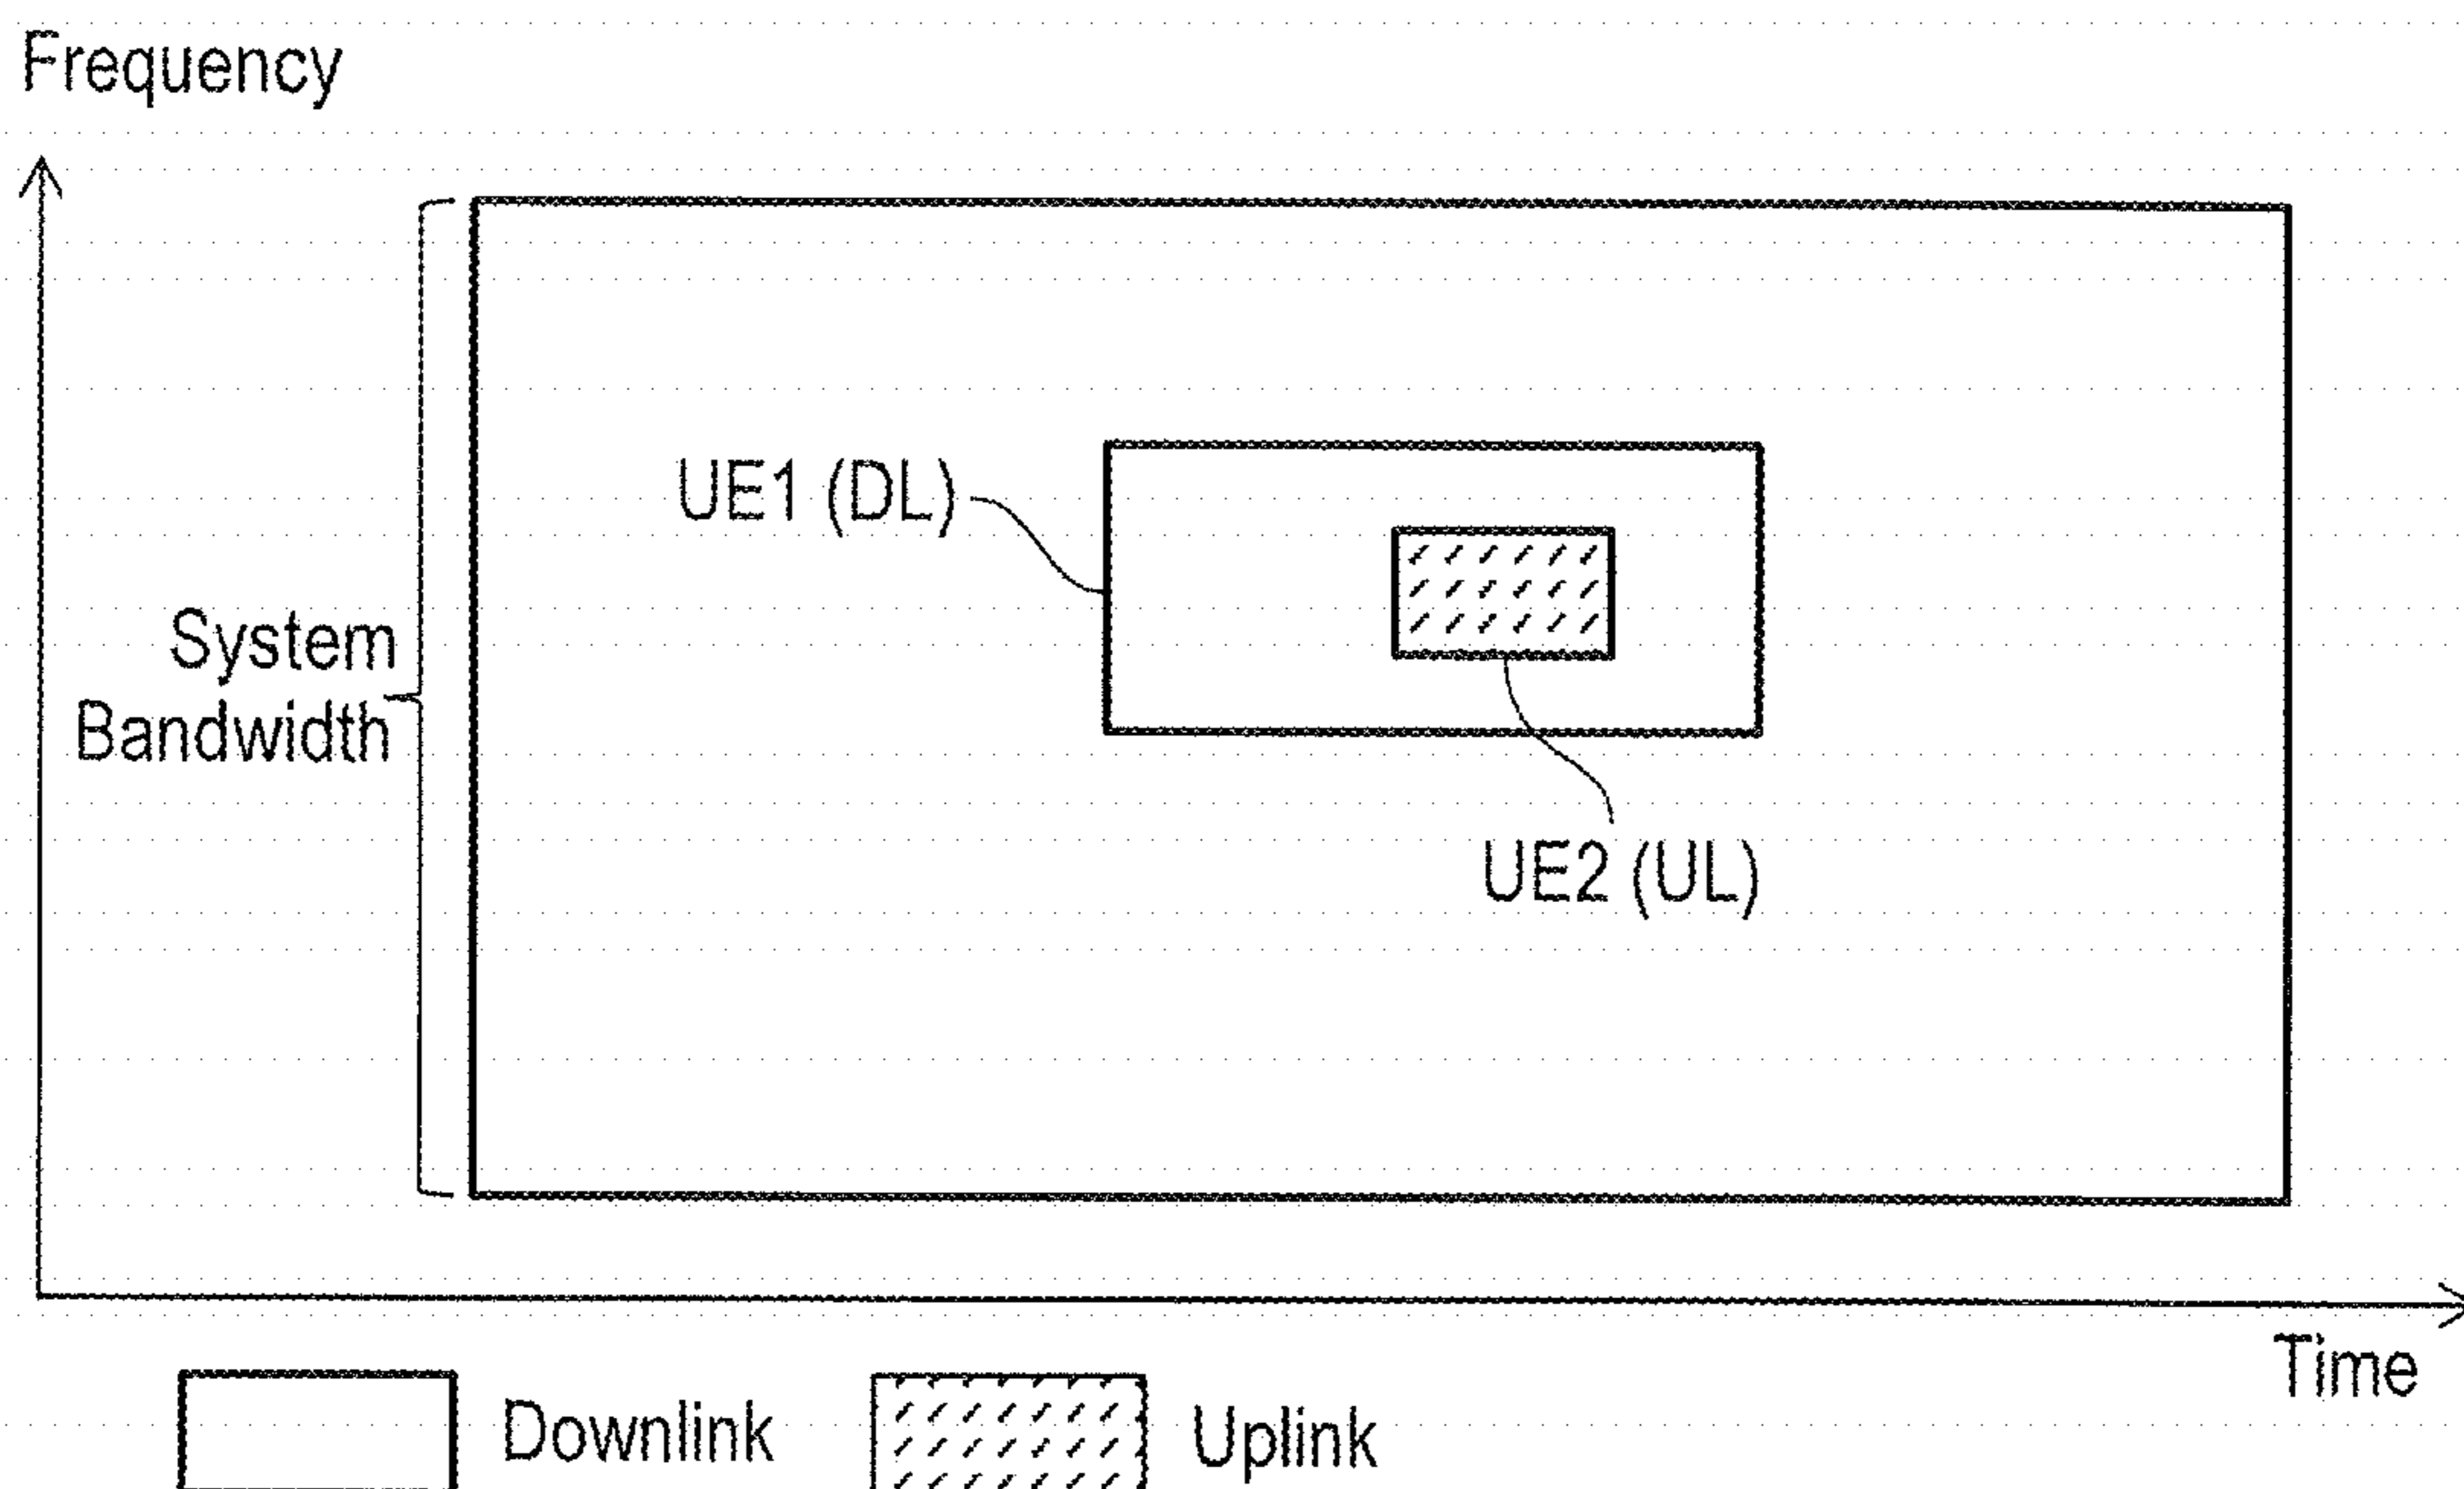 Frequency
UE1 (DL)
System
Bandwidth
UE2 (UL)
Time
Downlink
Uplink